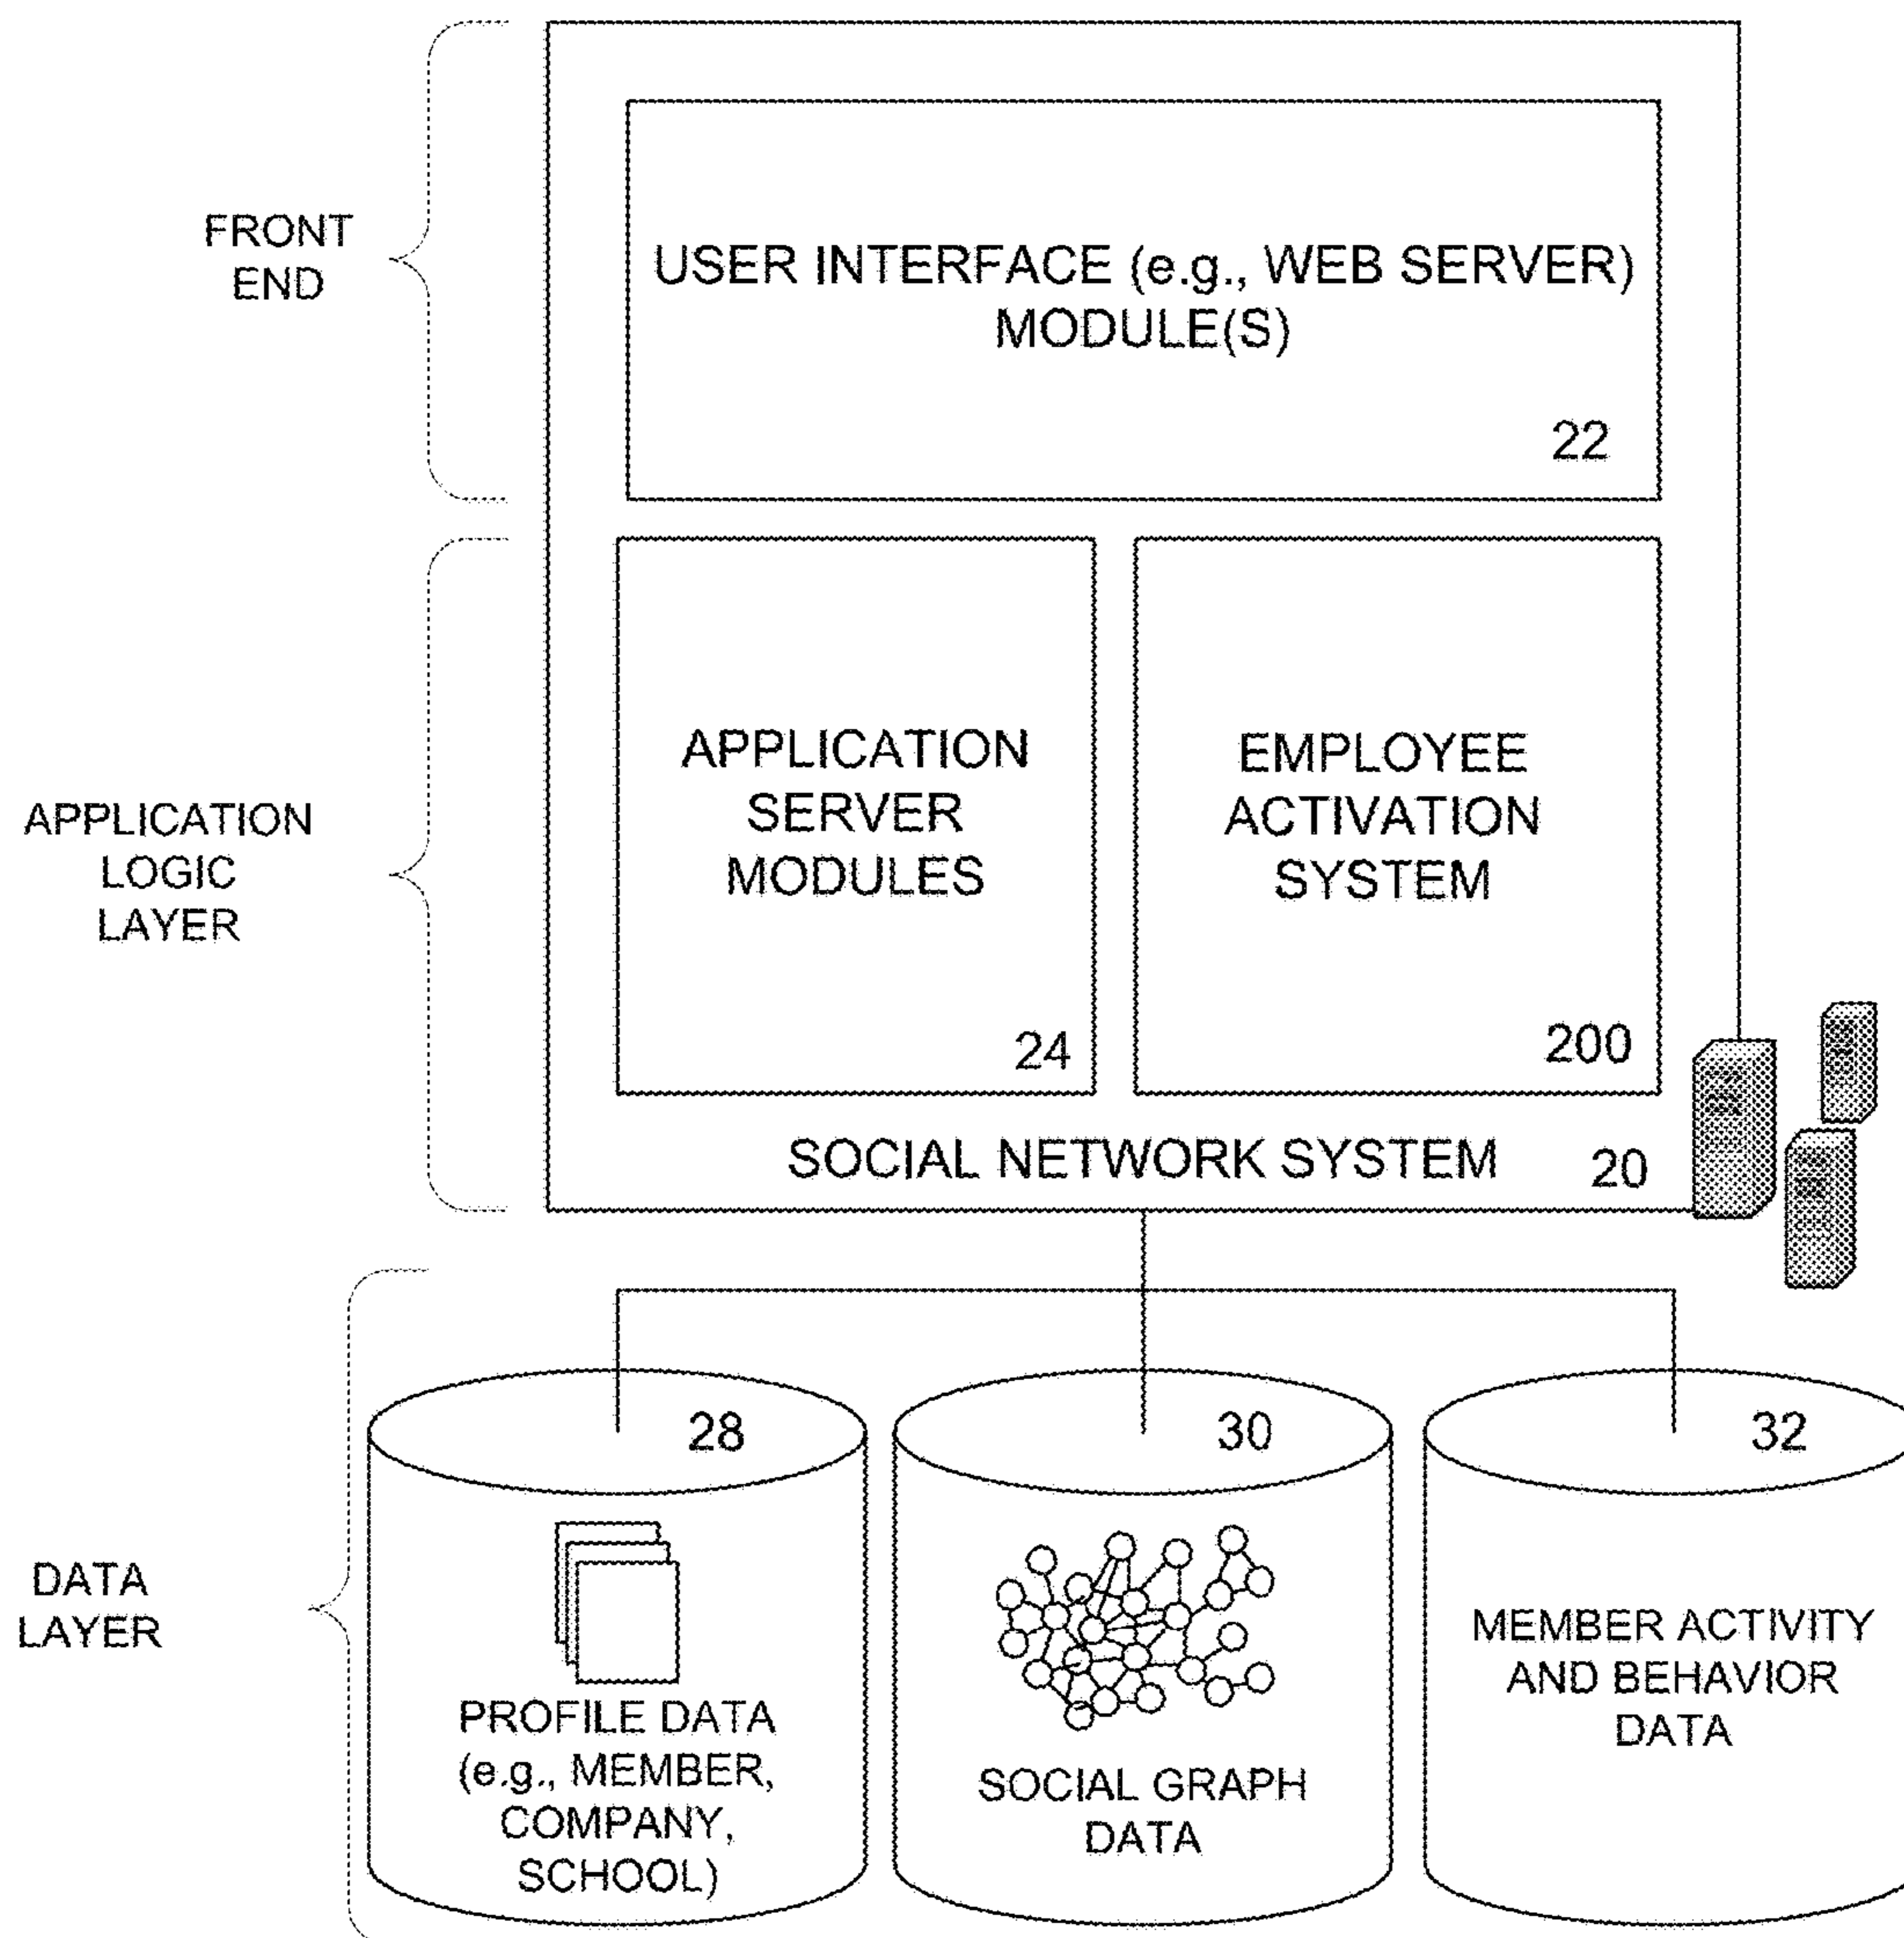 FRONT
END
USER INTERFACE (e.g., WEB SERVER)
MODULE(S)
22
APPLICATION
LOGIC
LAYER
APPLICATION
SERVER
MODULES
24
EMPLOYEE
ACTIVATION
SYSTEM
200
SOCIAL NETWORK SYSTEM
20
DATA
LAYER
28
PROFILE DATA
(e.g., MEMBER,
COMPANY,
SCHOOL)
30
SOCIAL GRAPH
DATA
32
MEMBER ACTIVITY
AND BEHAVIOR
DATA